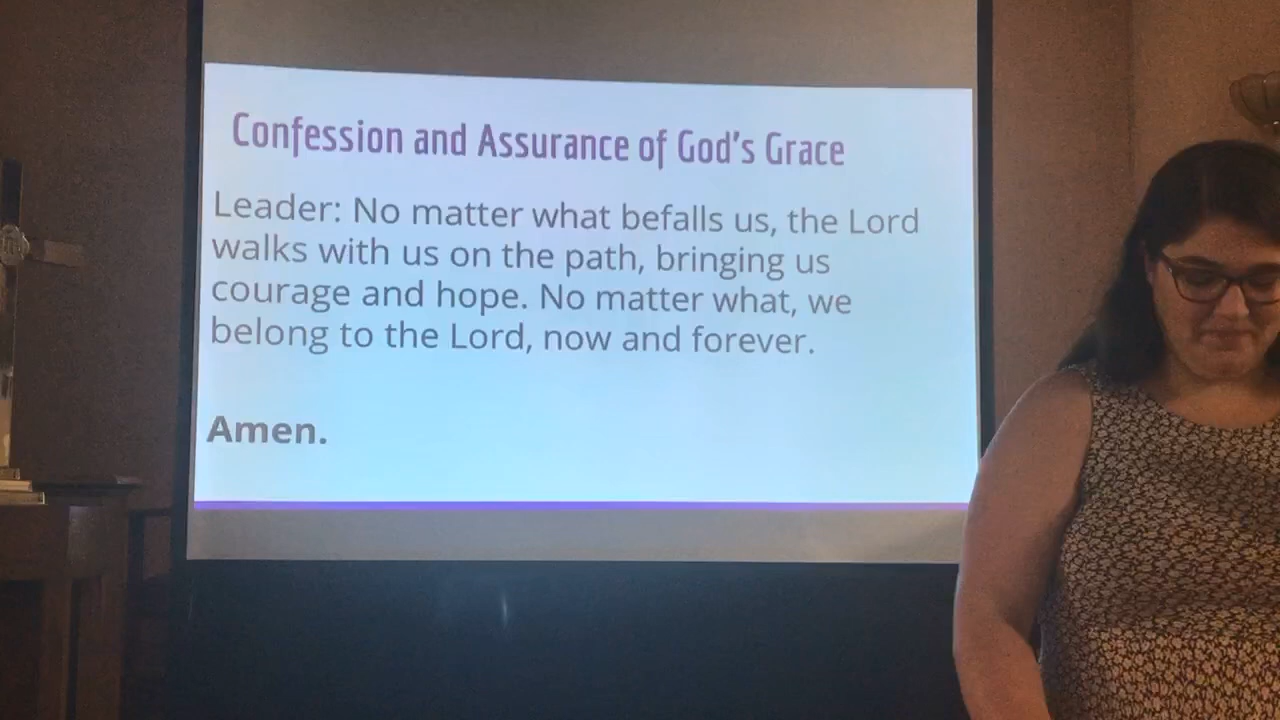 Confession and Assurance of God's Grace
Leader: No matter what befalls us, the Lord
walks with us on the path, bringing us
courage and hope. No matter what, we
belong to the Lord, now and forever.
Amen.